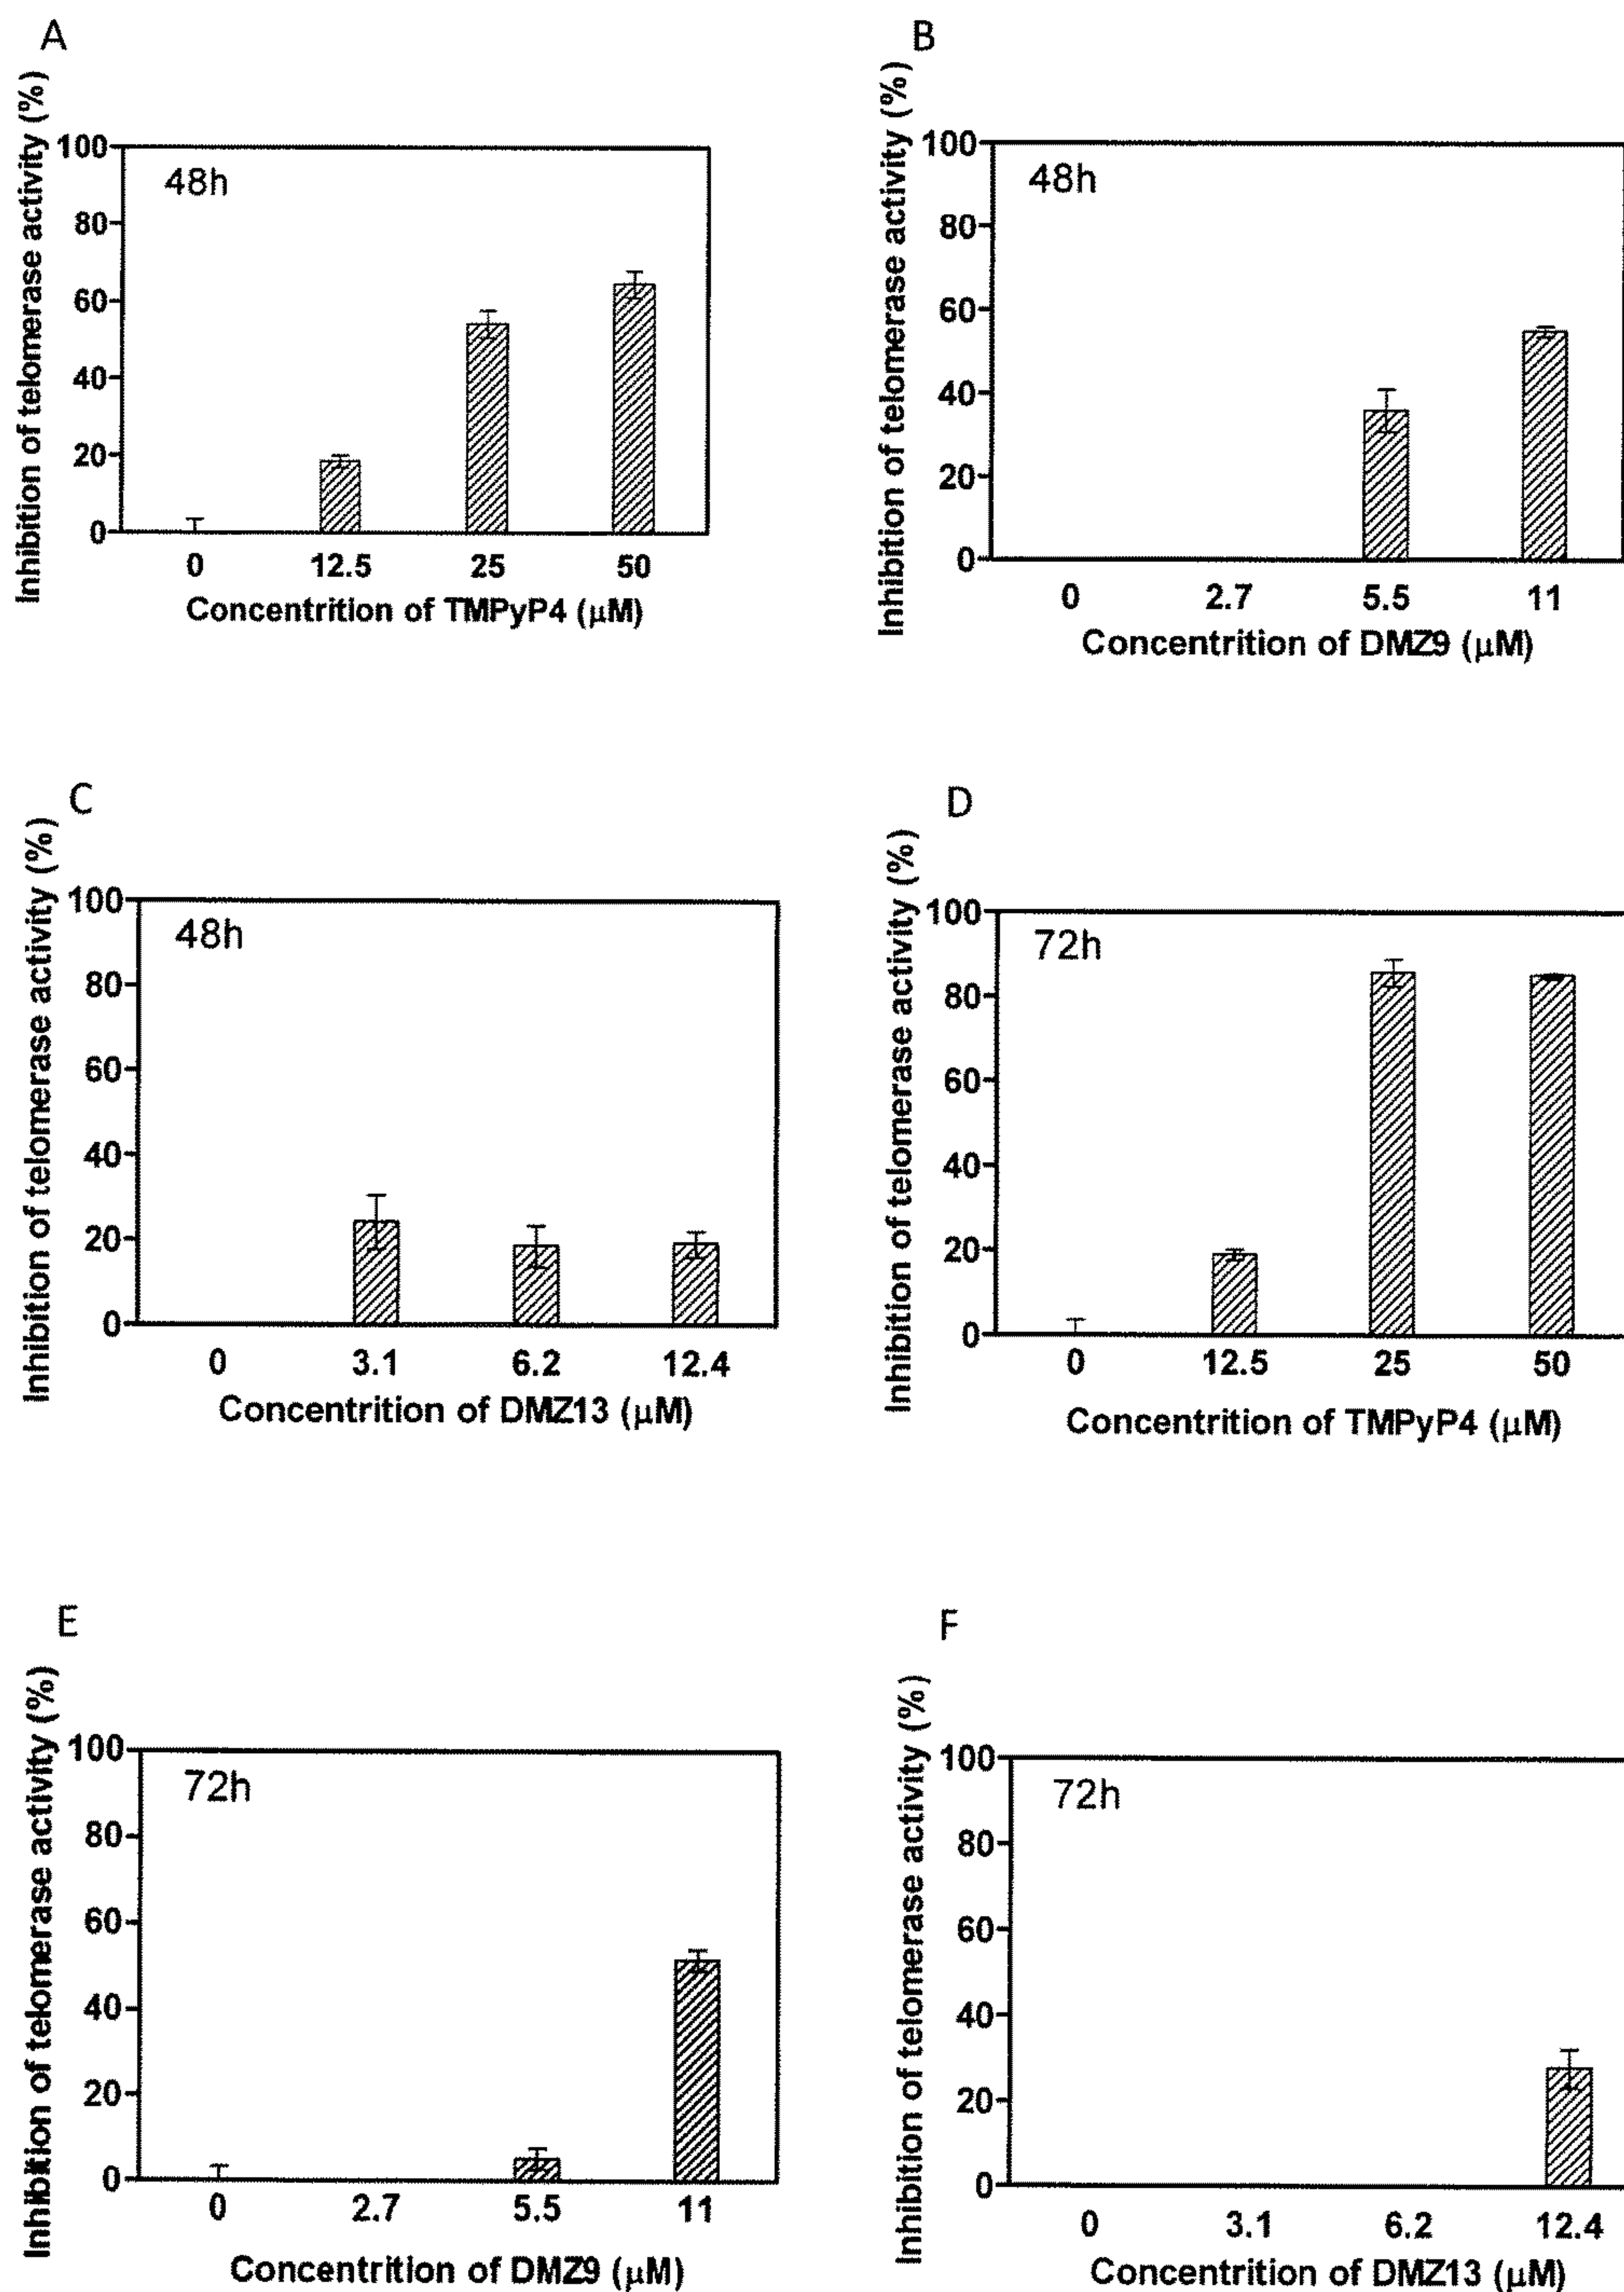 A
Inhibition of telomerase activity (%)
100
80
60
40
20
0
48h
0 12.5 25 50
Concentrition of TMPyP4 (μM)
B
Inhibition of telomerase activity (%)
100
80
60
40
20
0
48h
0 2.7 5.5 11
Concentrition of DMZ9 (μM)
C
Inhibition of telomerase activity (%)
100
80
60
40
20
0
48h
0 3.1 6.2 12.4
Concentrition of DMZ13 (μM)
D
Inhibition of telomerase activity (%)
100
80
60
40
20
0
72h
0 12.5 25 50
Concentrition of TMPyP4 (μM)
E
Inhibition of telomerase activity (%)
100
80
60
40
20
0
72h
0 2.7 5.5 11
Concentrition of DMZ9 (μM)
F
Inhibition of telomerase activity (%)
100
80
60
40
20
0
72h
0 3.1 6.2 12.4
Concentrition of DMZ13 (μM)